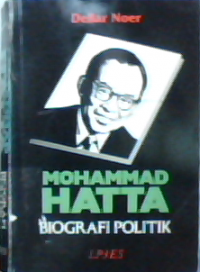 Deliar Noer
MOHAMMAD
HATTA
BIOGRAFI POLITIK
LP3ES